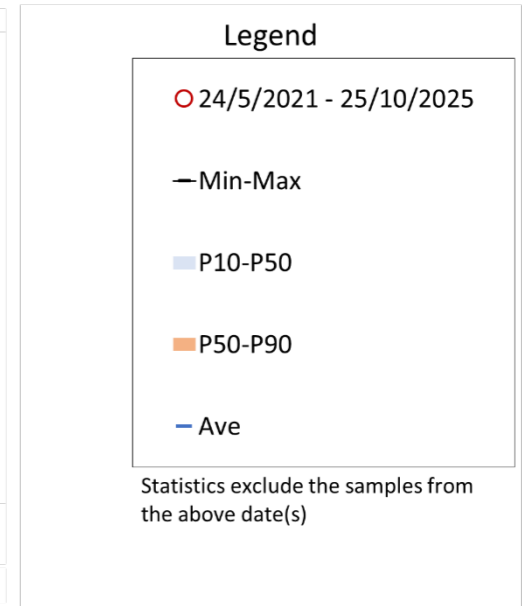 Legend
24/5/2021 - 25/10/2025
Min-Max
P10-P50
P50-P90
Ave
Statistics exclude the samples from
the above date(s)